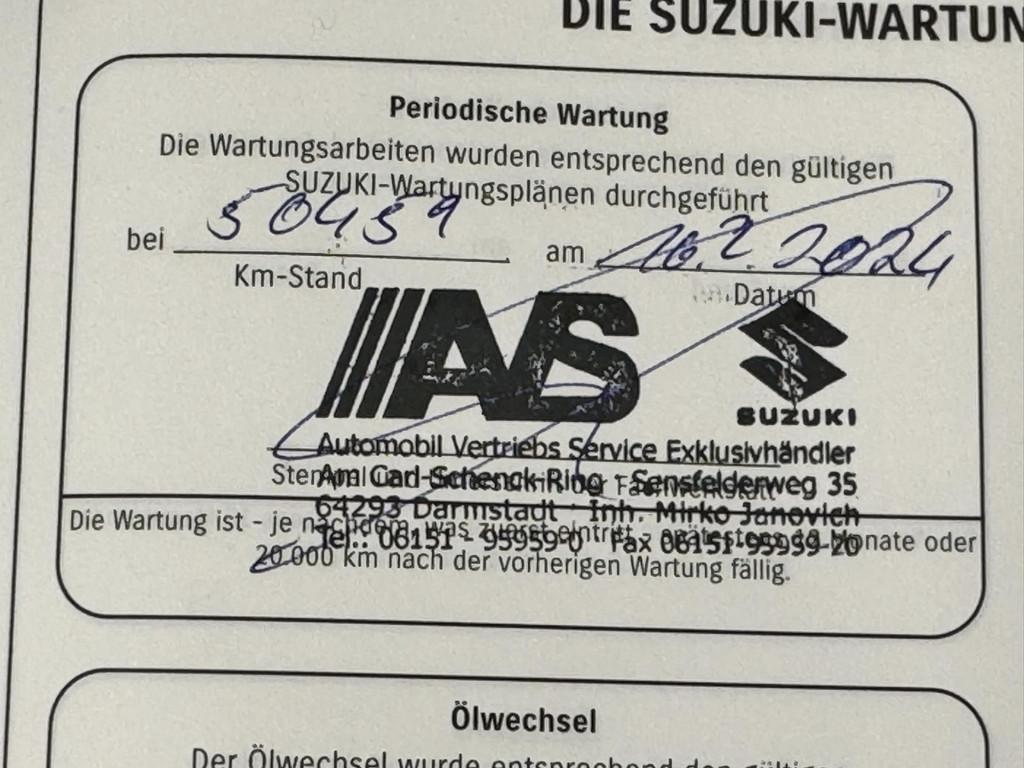 DIE SUZUKI-WARTUN
Periodische Wartung
Die Wartungsarbeiten wurden entsprechend den gültigen
SUZUKI-Wartungsplänen durchgeführt
bei 50459 am 16.2.2024
Km-Stand Datum
AVS
SUZUKI
Automobil Vertriebs Service Exklusivhändler
Am Carl-Schenck-Ring · Sensfelderweg 35
64293 Darmstadt · Inh. Mirko Janovich
Tel.: 06151 - 95959-0 Fax 06151-95959-20
Die Wartung ist - je nachdem, was zuerst eintritt - spätestens 12 Monate oder
20 000 km nach der vorherigen Wartung fällig.
Ölwechsel
Der Ölwechsel wurde entsprechend den gültigen